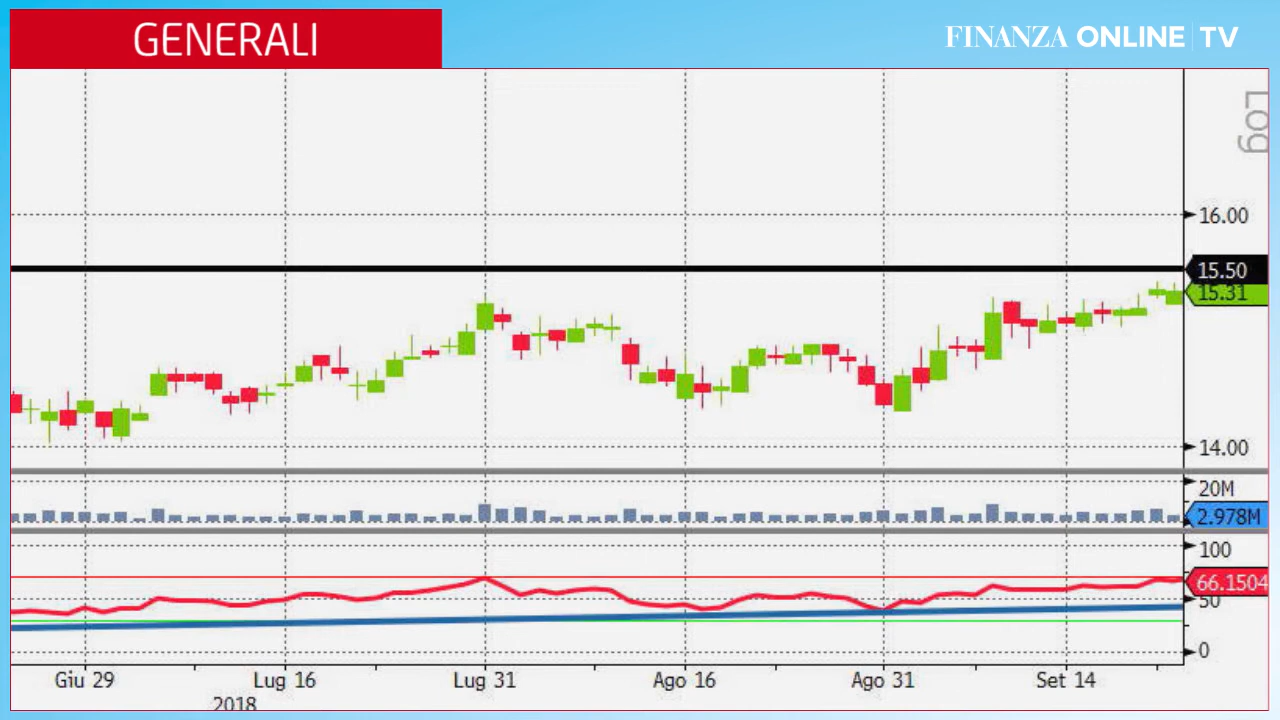 GENERALI
FINANZA ONLINE TV
Log
16.00
15.50
15.31
14.00
20M
2.978M
100
66.1504
50
0
Giu 29 Lug 16 Lug 31 Ago 16 Ago 31 Set 14
2018